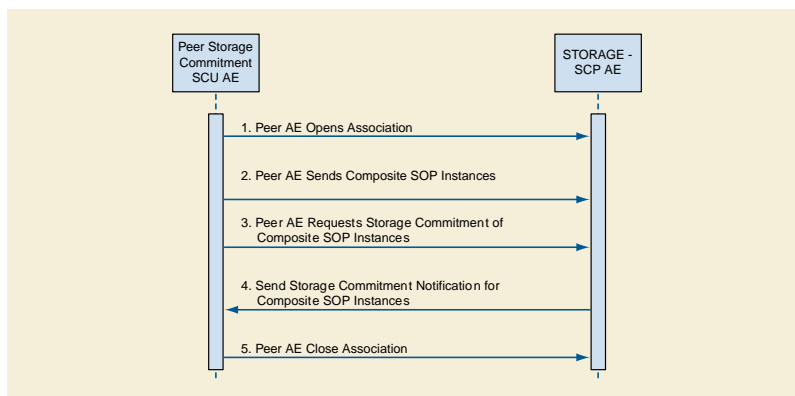 Peer Storage
Commitment
SCU AE
STORAGE -
SCP AE
1. Peer AE Opens Association
2. Peer AE Sends Composite SOP Instances
3. Peer AE Requests Storage Commitment of
Composite SOP Instances
4. Send Storage Commitment Notification for
Composite SOP Instances
5. Peer AE Close Association